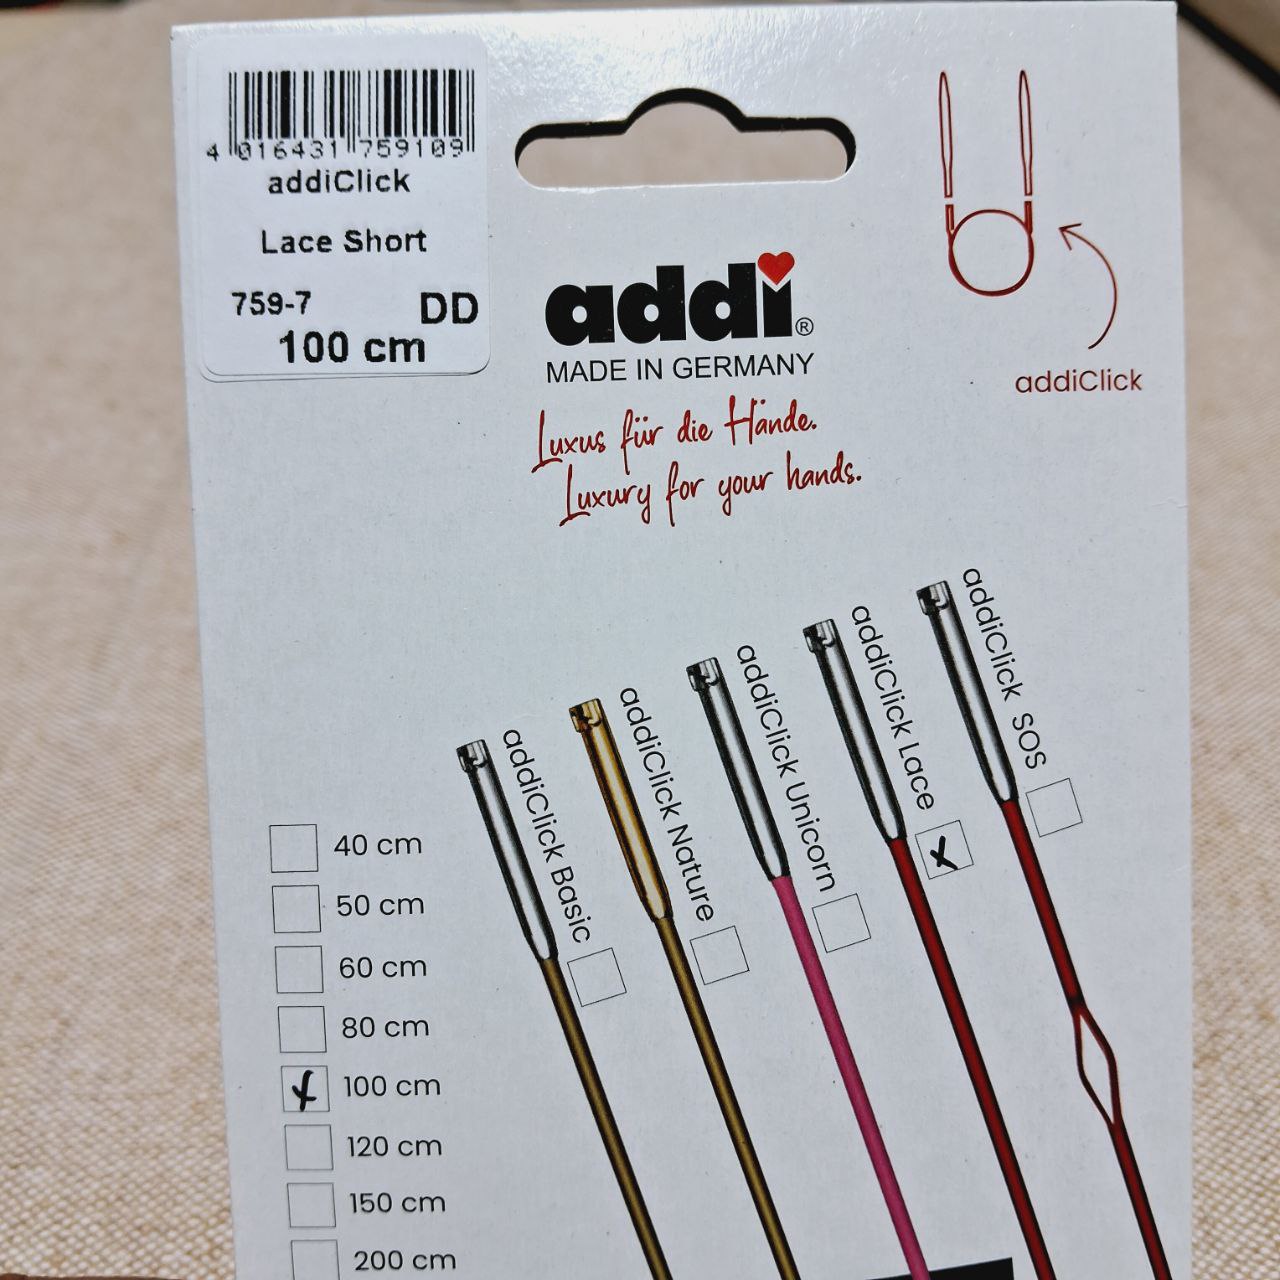 4 016431 759109
addiClick
Lace Short
759-7 DD
100 cm
addi®
MADE IN GERMANY
Luxus für die Hände.
Luxury for your hands.
addiClick
addiClick Basic
addiClick Nature
addiClick Unicorn
addiClick Lace
addiClick SOS
40 cm
50 cm
60 cm
80 cm
100 cm
120 cm
150 cm
200 cm